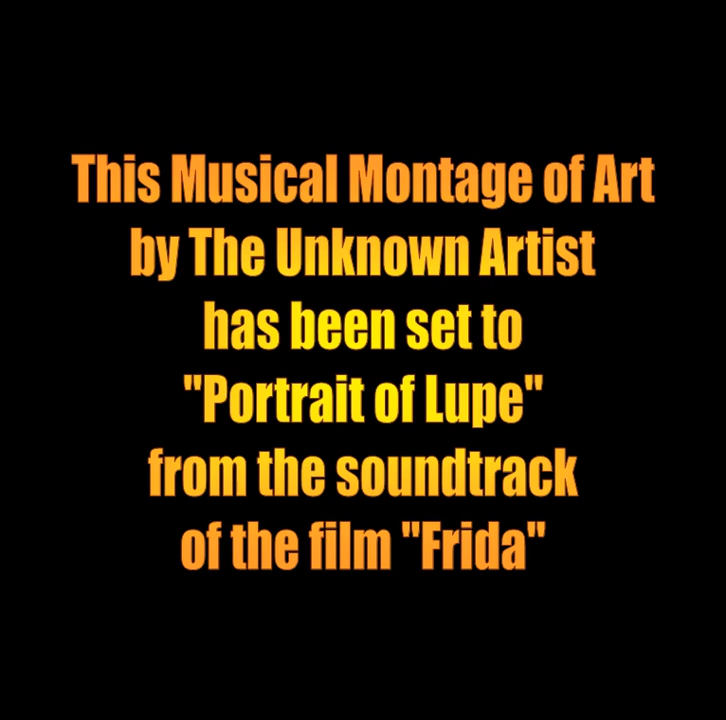 This Musical Montage of Art
by The Unknown Artist
has been set to
"Portrait of Lupe"
from the soundtrack
of the film "Frida"